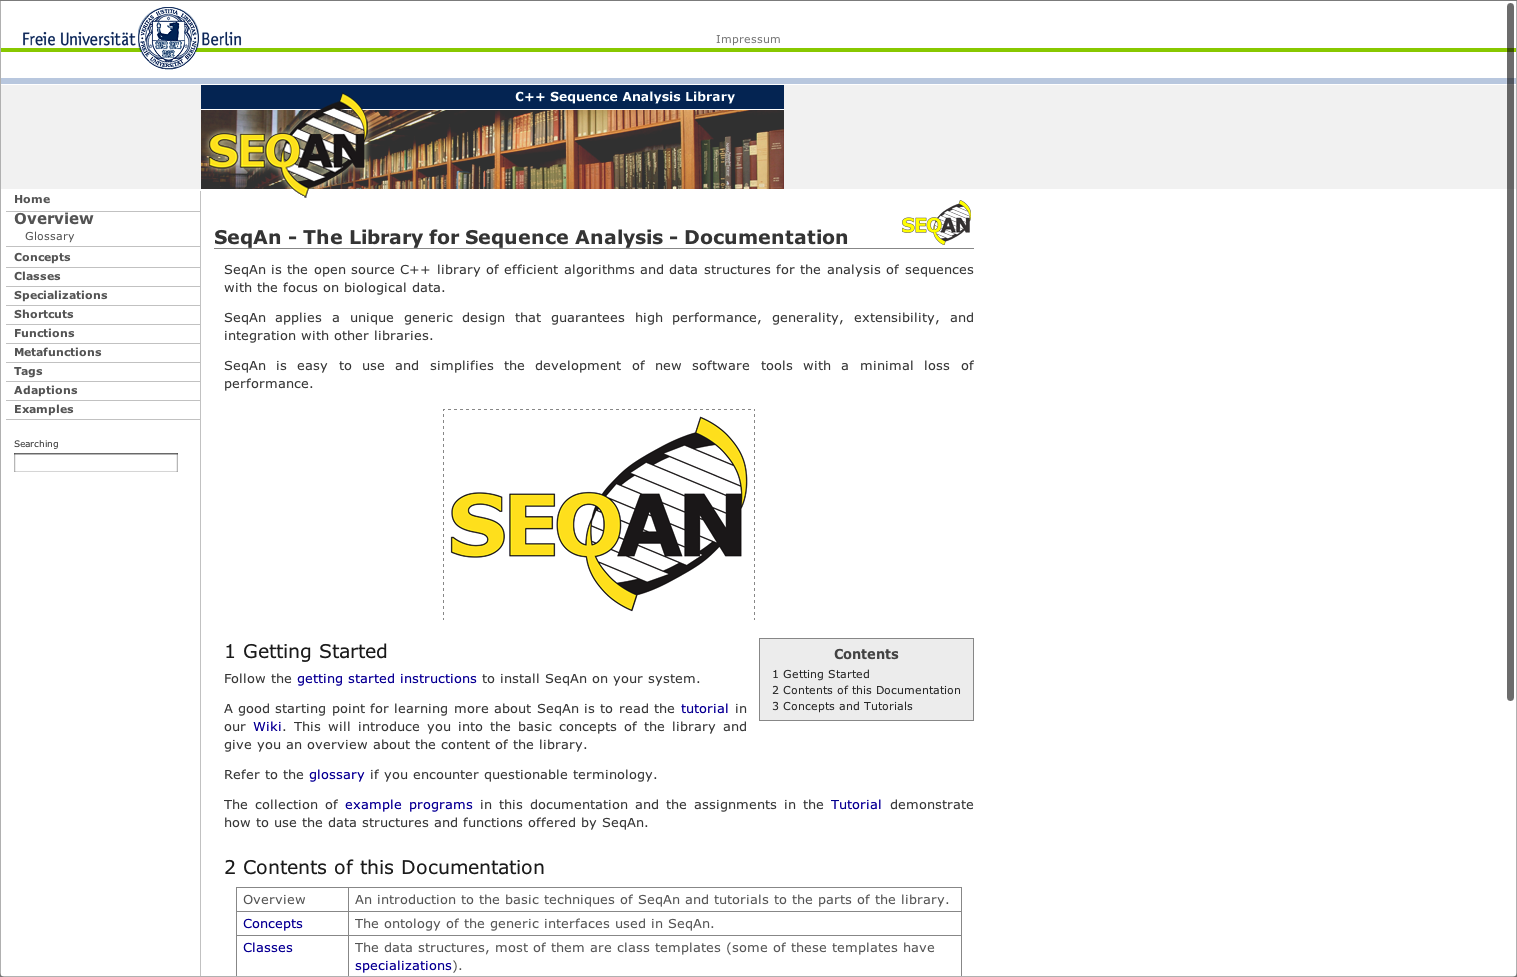 Freie Universität Berlin
Impressum
C++ Sequence Analysis Library
SEQAN
Home
Overview
Glossary
Concepts
Classes
Specializations
Shortcuts
Functions
Metafunctions
Tags
Adaptions
Examples
Searching
SEQAN
SeqAn - The Library for Sequence Analysis - Documentation
SeqAn is the open source C++ library of efficient algorithms and data structures for the analysis of sequences
with the focus on biological data.
SeqAn applies a unique generic design that guarantees high performance, generality, extensibility, and
integration with other libraries.
SeqAn is easy to use and simplifies the development of new software tools with a minimal loss of
performance.
SEQAN
1 Getting Started
Follow the getting started instructions to install SeqAn on your system.
A good starting point for learning more about SeqAn is to read the tutorial in
our Wiki. This will introduce you into the basic concepts of the library and
give you an overview about the content of the library.
Contents
1 Getting Started
2 Contents of this Documentation
3 Concepts and Tutorials
Refer to the glossary if you encounter questionable terminology.
The collection of example programs in this documentation and the assignments in the Tutorial demonstrate
how to use the data structures and functions offered by SeqAn.
2 Contents of this Documentation
Overview An introduction to the basic techniques of SeqAn and tutorials to the parts of the library.
Concepts The ontology of the generic interfaces used in SeqAn.
Classes The data structures, most of them are class templates (some of these templates have
specializations).